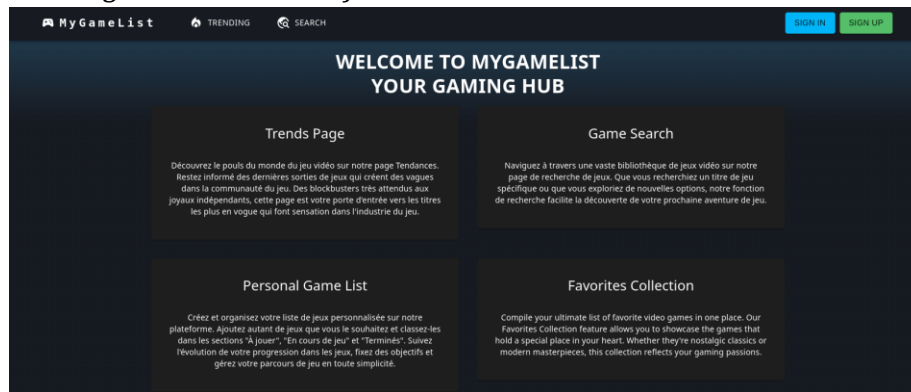 MyGameList TRENDING SEARCH SIGN IN SIGN UP
WELCOME TO MYGAMELIST
YOUR GAMING HUB
Trends Page
Découvrez le pouls du monde du jeu vidéo sur notre page Tendances.
Restez informé des dernières sorties de jeux qui créent des vagues
dans la communauté du jeu. Des blockbusters très attendus aux
joyaux indépendants, cette page est votre porte d'entrée vers les titres
les plus en vogue qui font sensation dans l'industrie du jeu.
Game Search
Naviguez à travers une vaste bibliothèque de jeux vidéo sur notre
page de recherche de jeux. Que vous recherchiez un titre de jeu
spécifique ou que vous exploriez de nouvelles options, notre fonction
de recherche facilite la découverte de votre prochaine aventure de jeu.
Personal Game List
Créez et organisez votre liste de jeux personnalisée sur notre
plateforme. Ajoutez autant de jeux que vous le souhaitez et classez-les
dans les sections "À jouer", "En cours de jeu" et "Terminés". Suivez
l'évolution de votre progression dans les jeux, fixez des objectifs et
gérez votre parcours de jeu en toute simplicité.
Favorites Collection
Compile your ultimate list of favorite video games in one place. Our
Favorites Collection feature allows you to showcase the games that
hold a special place in your heart. Whether they're nostalgic classics or
modern masterpieces, this collection reflects your gaming passions.